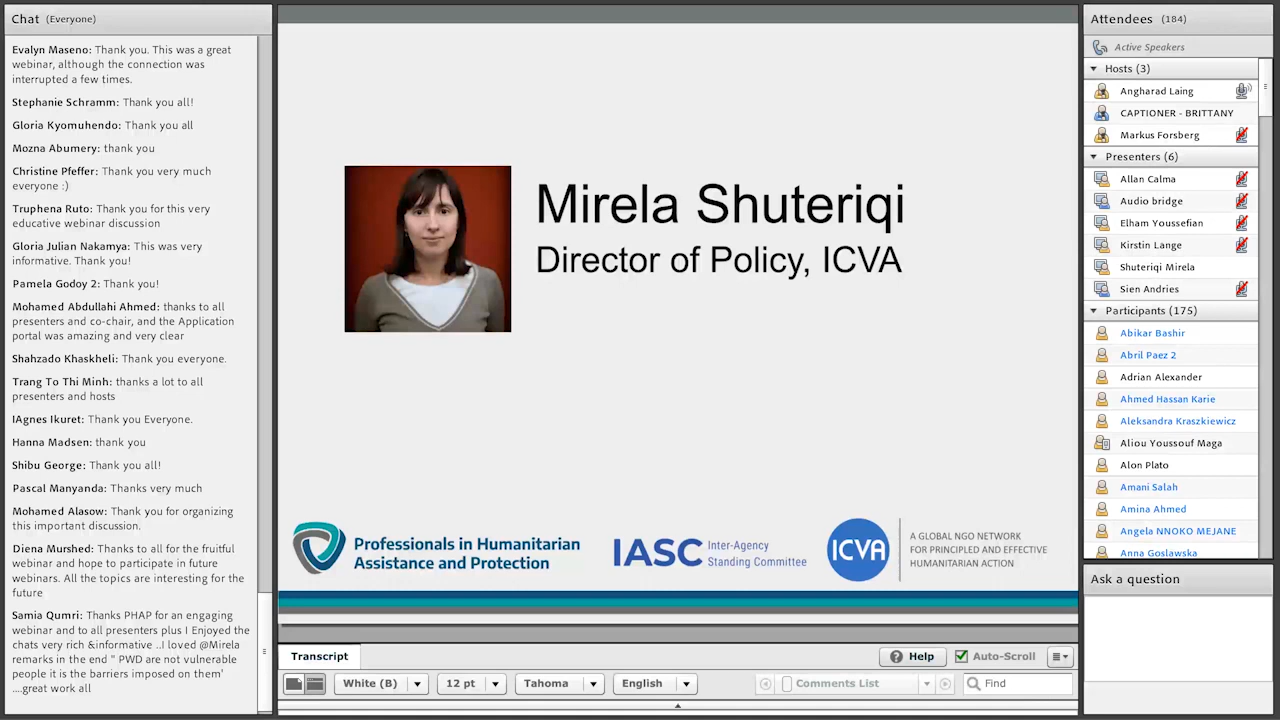 Chat (Everyone)
Evalyn Maseno: Thank you. This was a great
webinar, although the connection was
interrupted a few times.
Stephanie Schramm: Thank you all!
Gloria Kyomuhendo: Thank you all
Mozna Abumery: thank you
Christine Pfeffer: Thank you very much
everyone :)
Truphena Ruto: Thank you for this very
educative webinar discussion
Gloria Julian Nakamya: This was very
informative. Thank you!
Pamela Godoy 2: Thank you!
Mohamed Abdullahi Ahmed: thanks to all
presenters and co-chair, and the Application
portal was amazing and very clear
Shahzado Khaskheli: Thank you everyone.
Trang To Thi Minh: thanks a lot to all
presenters and hosts
IAgnes Ikuret: Thank you Everyone.
Hanna Madsen: thank you
Shibu George: Thank you all!
Pascal Manyanda: Thanks very much
Mohamed Alasow: Thank you for organizing
this important discussion.
Diena Murshed: Thanks to all for the fruitful
webinar and hope to participate in future
webinars. All the topics are interesting for the
future
Samia Qumri: Thanks PHAP for an engaging
webinar and to all presenters plus I Enjoyed the
chats very rich &informative ..I loved @Mirela
remarks in the end " PWD are not vulnerable
people it is the barriers imposed on them'
....great work all
Mirela Shuteriqi
Director of Policy, ICVA
Professionals in Humanitarian
Assistance and Protection
IASC
Inter-Agency
Standing Committee
ICVA
A GLOBAL NGO NETWORK
FOR PRINCIPLED AND EFFECTIVE
HUMANITARIAN ACTION
Transcript
Help
Auto-Scroll
White (B)
12 pt
Tahoma
English
Comments List
Find
Attendees (184)
Active Speakers
Hosts (3)
Angharad Laing
CAPTIONER - BRITTANY
Markus Forsberg
Presenters (6)
Allan Calma
Audio bridge
Elham Youssefian
Kirstin Lange
Shuteriqi Mirela
Sien Andries
Participants (175)
Abikar Bashir
Abril Paez 2
Adrian Alexander
Ahmed Hassan Karie
Aleksandra Kraszkiewicz
Aliou Youssouf Maga
Alon Plato
Amani Salah
Amina Ahmed
Angela NNOKO MEJANE
Anna Goslawska
Ask a question